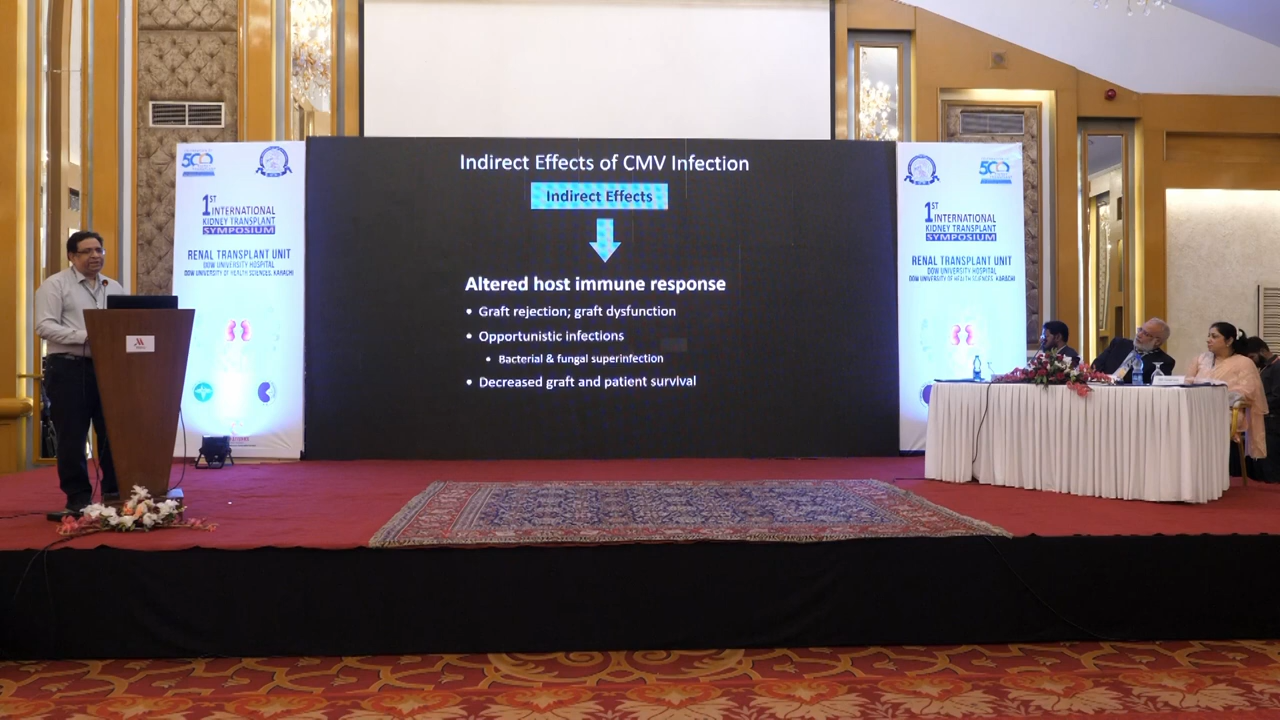 Indirect Effects of CMV Infection
Indirect Effects
Altered host immune response
• Graft rejection; graft dysfunction
• Opportunistic infections
• Bacterial & fungal superinfection
• Decreased graft and patient survival
500
1ST
INTERNATIONAL
KIDNEY TRANSPLANT
SYMPOSIUM
RENAL TRANSPLANT UNIT
DOW UNIVERSITY HOSPITAL
DOW UNIVERSITY OF HEALTH SCIENCES, KARACHI
500
1ST
INTERNATIONAL
KIDNEY TRANSPLANT
SYMPOSIUM
RENAL TRANSPLANT UNIT
DOW UNIVERSITY HOSPITAL
DOW UNIVERSITY OF HEALTH SCIENCES, KARACHI